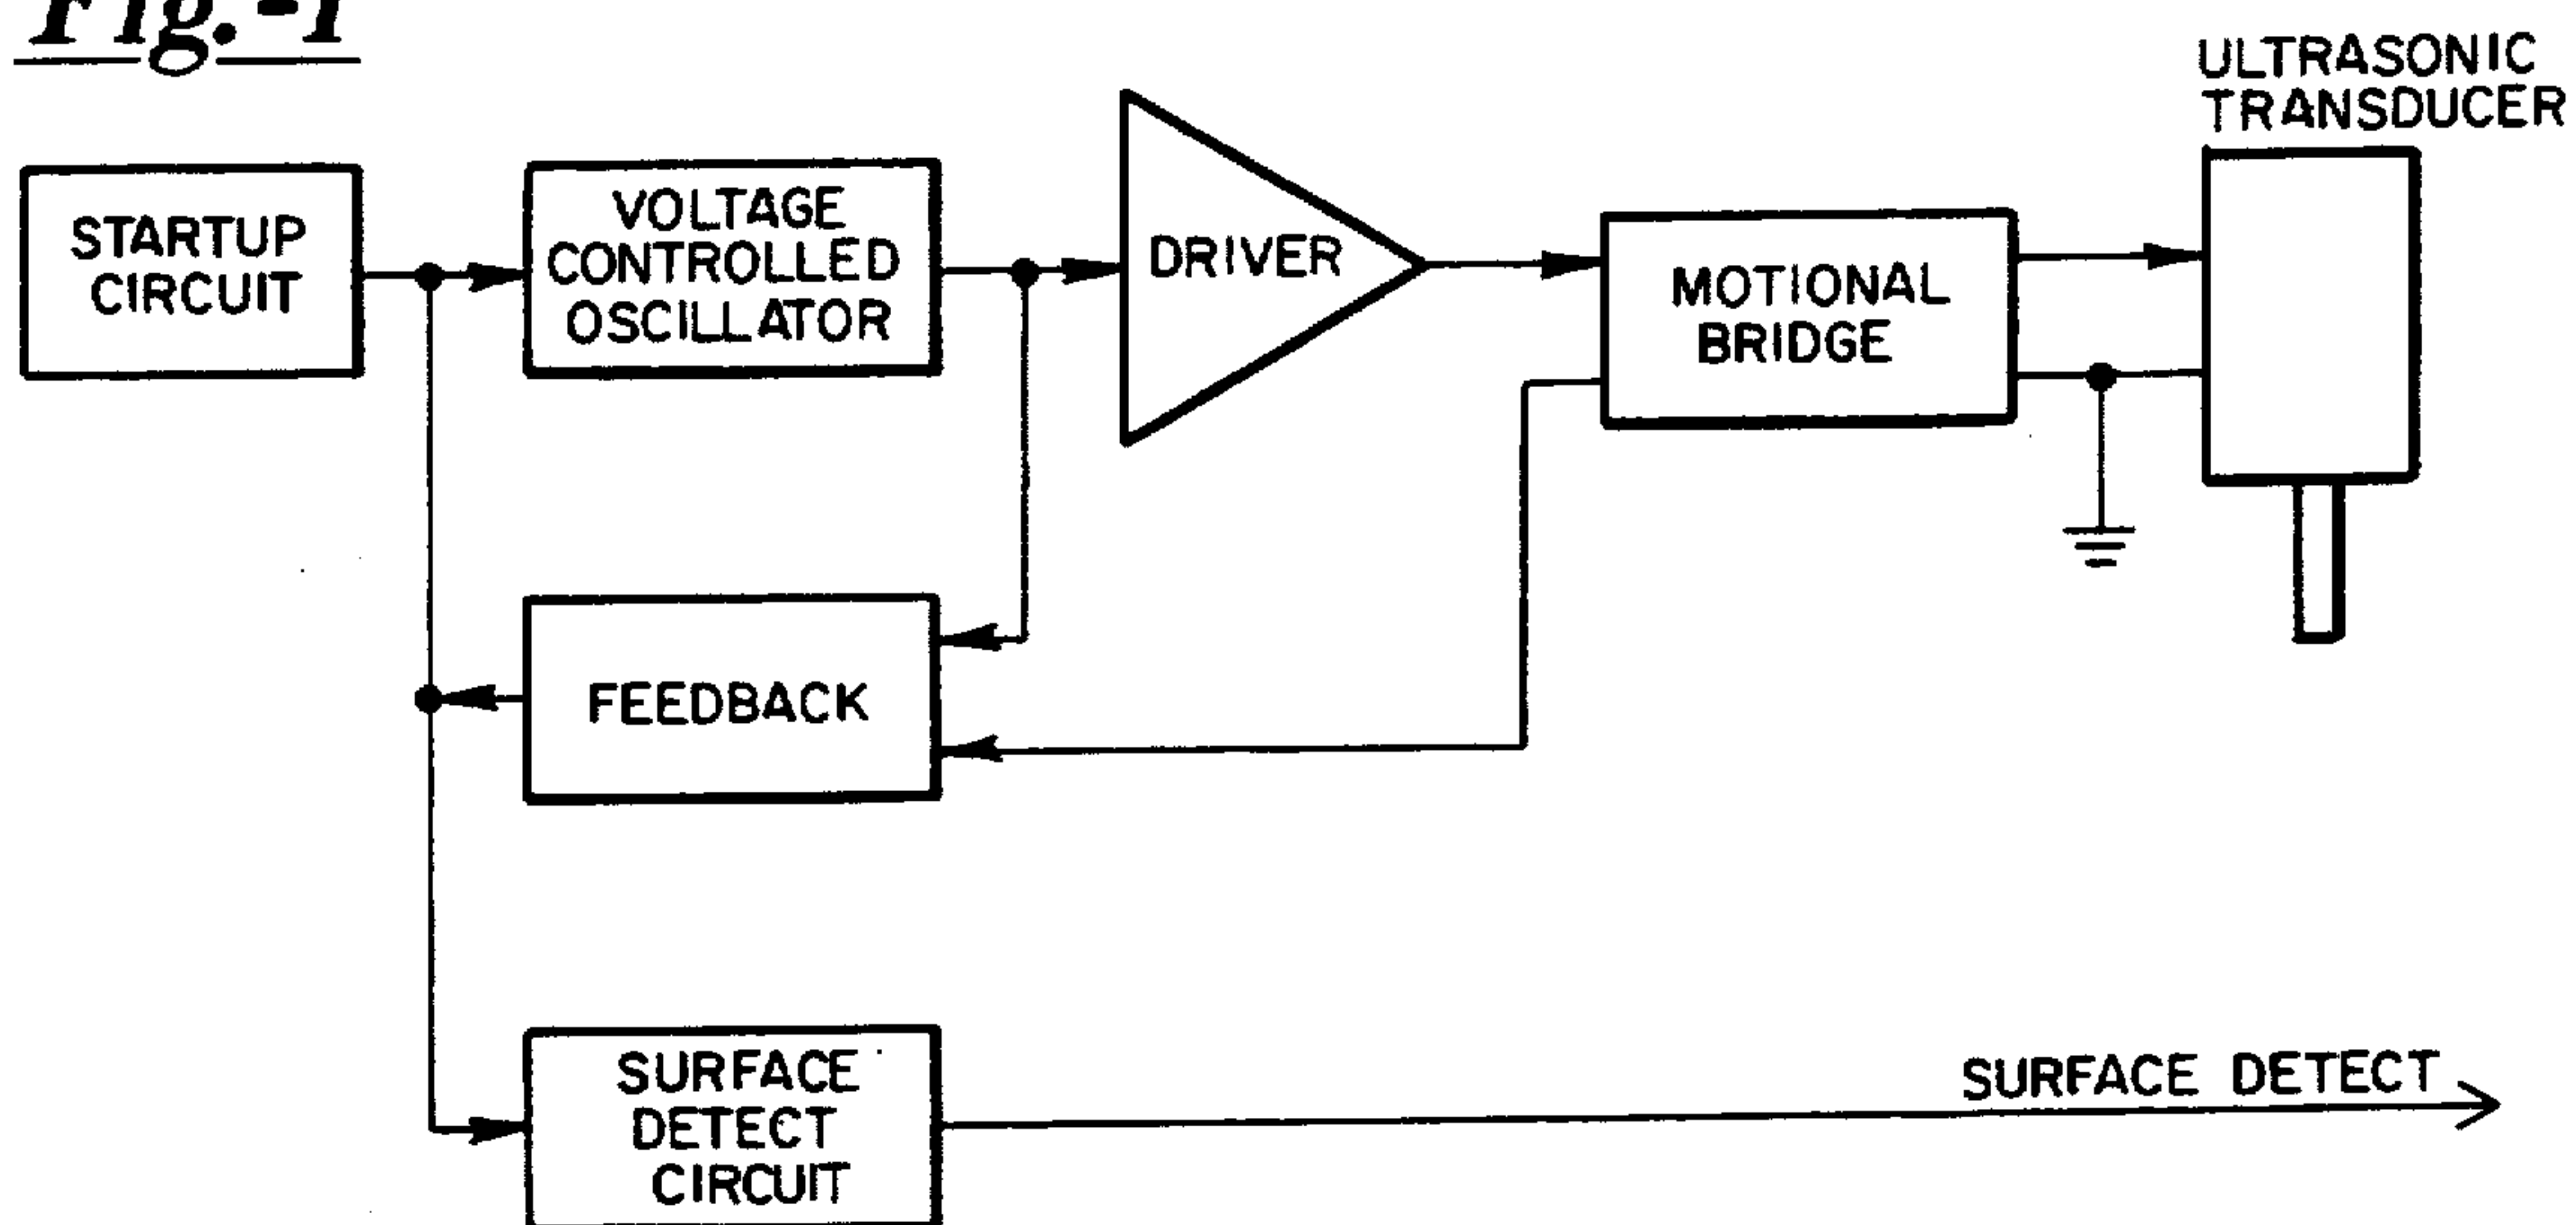 Fig.-1
ULTRASONIC
TRANSDUCER
STARTUP
CIRCUIT
VOLTAGE
CONTROLLED
OSCILLATOR
DRIVER
MOTIONAL
BRIDGE
FEEDBACK
SURFACE
DETECT
CIRCUIT
SURFACE DETECT